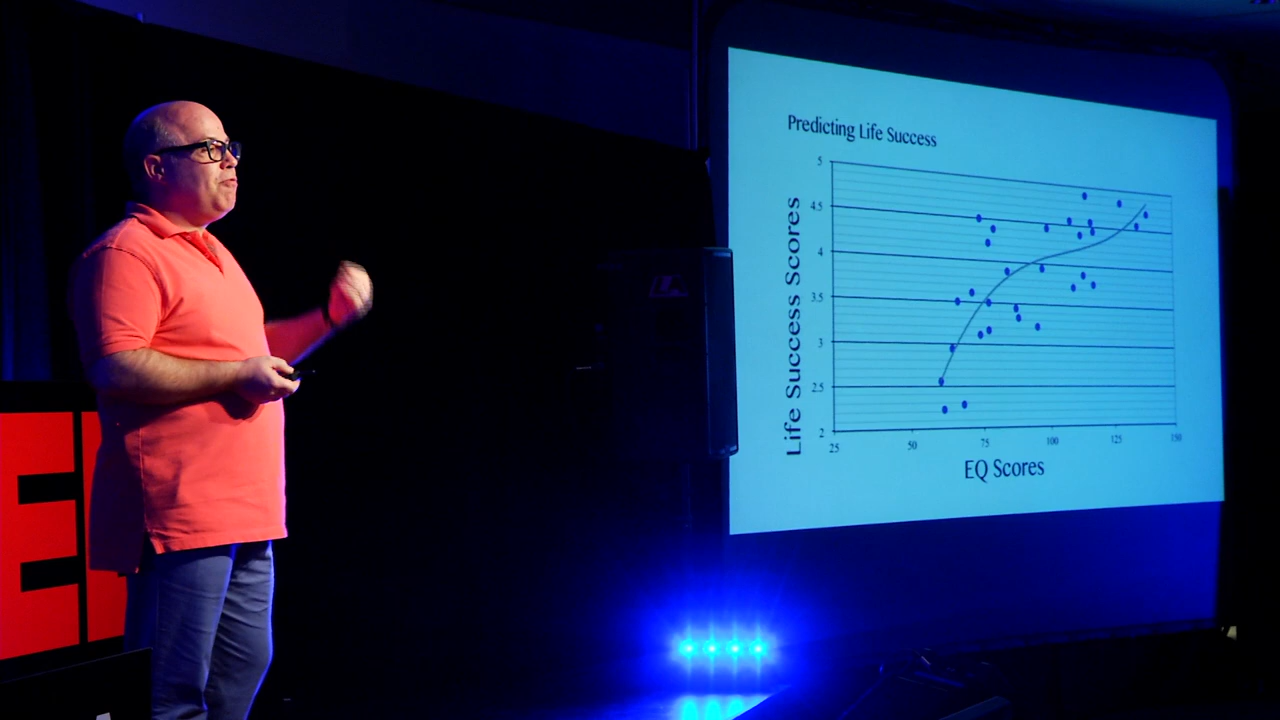 Predicting Life Success
Life Success Scores
5
4.5
4
3.5
3
2.5
2
25 50 75 100 125 150
EQ Scores
E